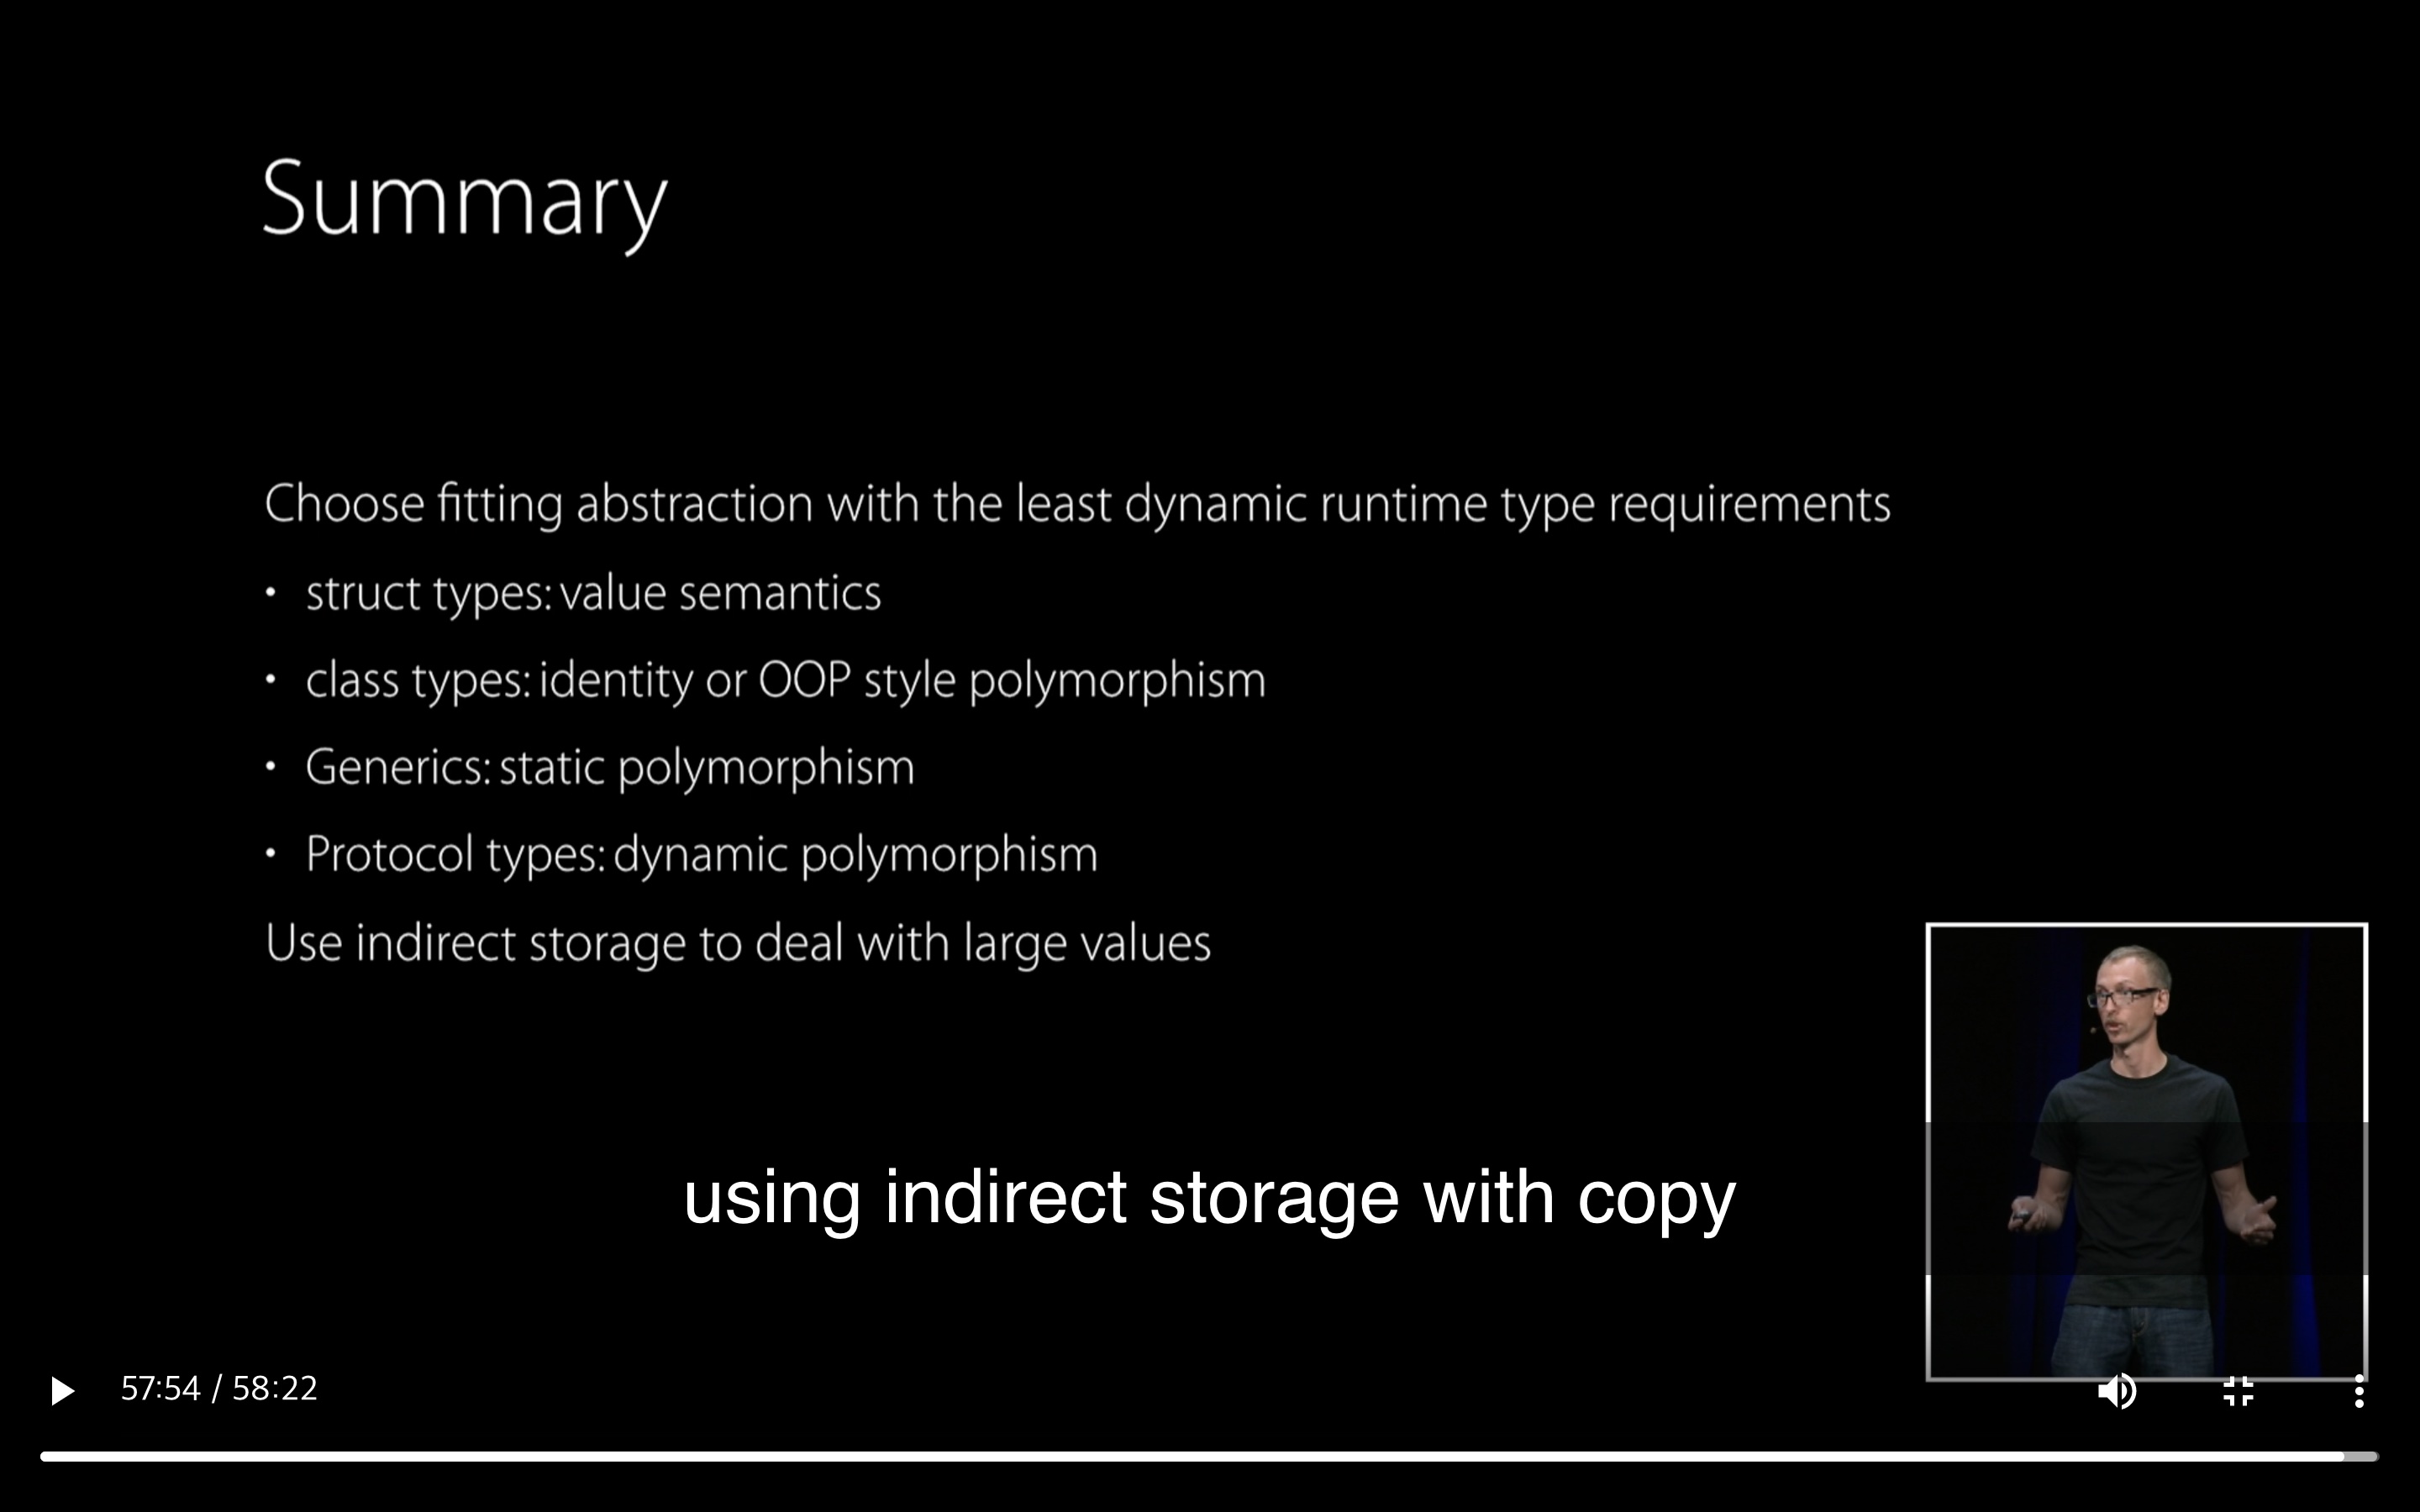 Summary
Choose fitting abstraction with the least dynamic runtime type requirements
• struct types: value semantics
• class types: identity or OOP style polymorphism
• Generics: static polymorphism
• Protocol types: dynamic polymorphism
Use indirect storage to deal with large values
using indirect storage with copy
57:54 / 58:22